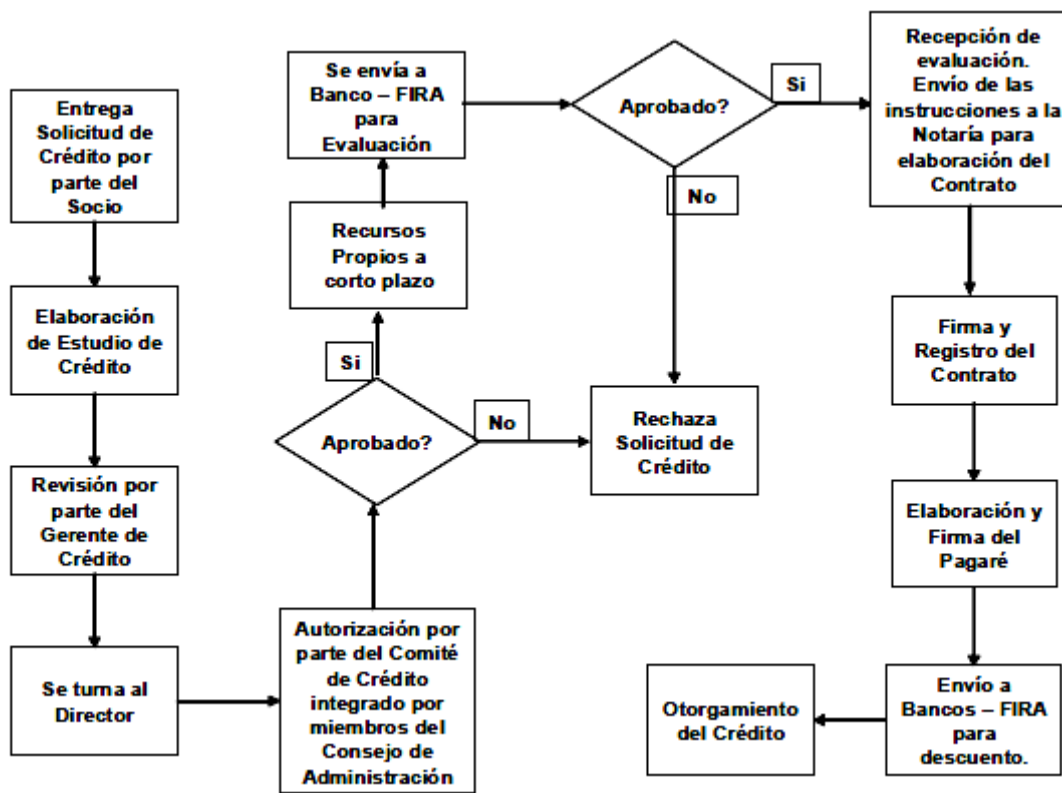 Entrega
Solicitud de
Crédito por
parte del
Socio
Elaboración
de Estudio de
Crédito
Revisión por
parte del
Gerente de
Crédito
Se turna al
Director
Autorización por
parte del Comité
de Crédito
integrado por
miembros del
Consejo de
Administración
Aprobado?
Si
No
Recursos
Propios a
corto plazo
Se envía a
Banco – FIRA
para
Evaluación
Aprobado?
Si
No
Rechaza
Solicitud de
Crédito
Recepción de
evaluación.
Envío de las
instrucciones a la
Notaría para
elaboración del
Contrato
Firma y
Registro del
Contrato
Elaboración y
Firma del
Pagaré
Envío a
Bancos – FIRA
para
descuento.
Otorgamiento
del Crédito